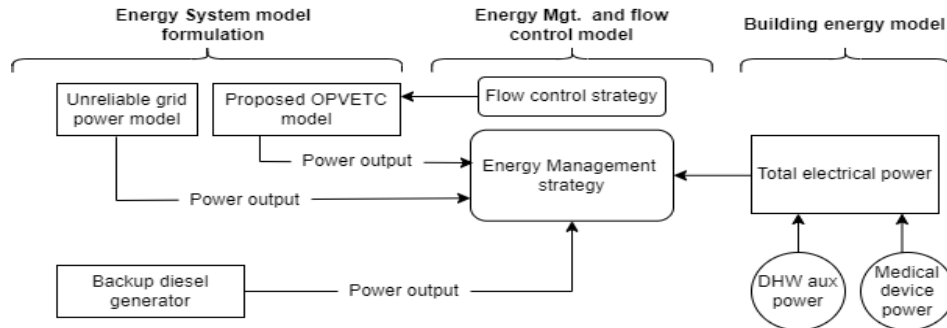 Energy System model
formulation
Energy Mgt. and flow
control model
Building energy model
Unreliable grid
power model
Proposed OPVETC
model
Flow control strategy
Power output
Energy Management
strategy
Total electrical power
Power output
Backup diesel
generator
Power output
DHW aux
power
Medical
device
power